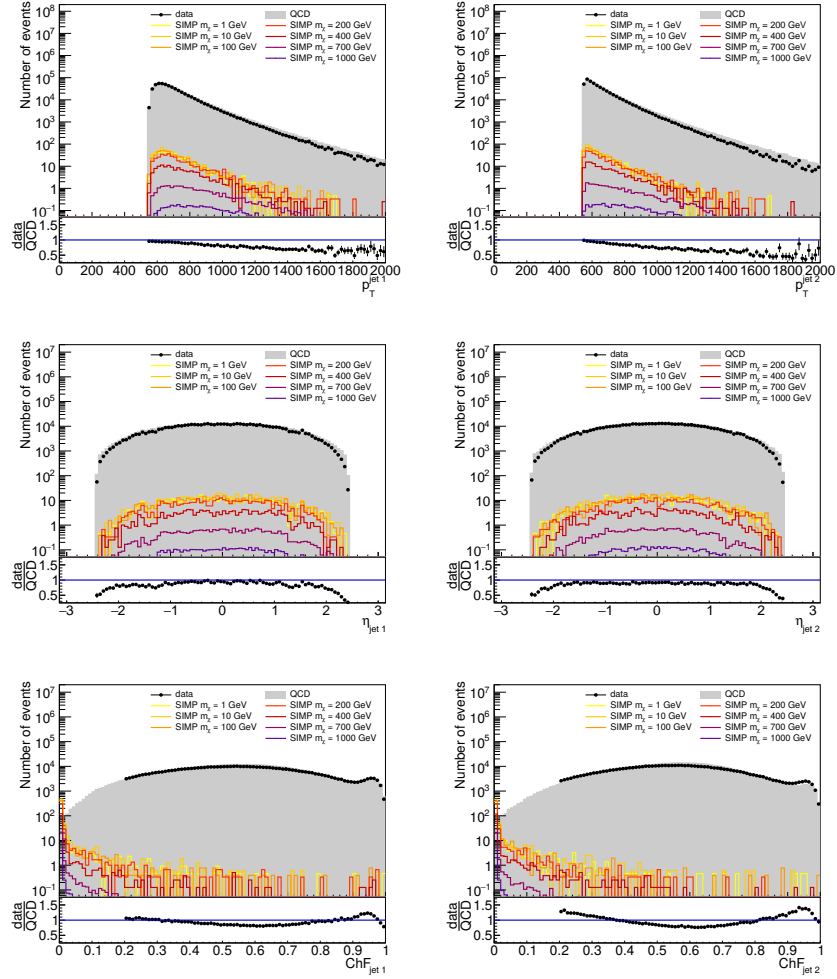 Number of events
10^8
10^7
10^6
10^5
10^4
10^3
10^2
10
1
10^−1
data
SIMP m_χ = 1 GeV
SIMP m_χ = 10 GeV
SIMP m_χ = 100 GeV
QCD
SIMP m_χ = 200 GeV
SIMP m_χ = 400 GeV
SIMP m_χ = 700 GeV
SIMP m_χ = 1000 GeV
data
QCD
1.5
1
0.5
0 200 400 600 800 1000 1200 1400 1600 1800 2000
p_T^jet 1
Number of events
10^8
10^7
10^6
10^5
10^4
10^3
10^2
10
1
10^−1
data
SIMP m_χ = 1 GeV
SIMP m_χ = 10 GeV
SIMP m_χ = 100 GeV
QCD
SIMP m_χ = 200 GeV
SIMP m_χ = 400 GeV
SIMP m_χ = 700 GeV
SIMP m_χ = 1000 GeV
data
QCD
1.5
1
0.5
0 200 400 600 800 1000 1200 1400 1600 1800 2000
p_T^jet 2
Number of events
10^7
10^6
10^5
10^4
10^3
10^2
10
1
10^−1
data
SIMP m_χ = 1 GeV
SIMP m_χ = 10 GeV
SIMP m_χ = 100 GeV
QCD
SIMP m_χ = 200 GeV
SIMP m_χ = 400 GeV
SIMP m_χ = 700 GeV
SIMP m_χ = 1000 GeV
data
QCD
1.5
1
0.5
−3 −2 −1 0 1 2 3
η_jet 1
Number of events
10^7
10^6
10^5
10^4
10^3
10^2
10
1
10^−1
data
SIMP m_χ = 1 GeV
SIMP m_χ = 10 GeV
SIMP m_χ = 100 GeV
QCD
SIMP m_χ = 200 GeV
SIMP m_χ = 400 GeV
SIMP m_χ = 700 GeV
SIMP m_χ = 1000 GeV
data
QCD
1.5
1
0.5
−3 −2 −1 0 1 2 3
η_jet 2
Number of events
10^7
10^6
10^5
10^4
10^3
10^2
10
1
10^−1
data
SIMP m_χ = 1 GeV
SIMP m_χ = 10 GeV
SIMP m_χ = 100 GeV
QCD
SIMP m_χ = 200 GeV
SIMP m_χ = 400 GeV
SIMP m_χ = 700 GeV
SIMP m_χ = 1000 GeV
data
QCD
1.5
1
0.5
0 0.1 0.2 0.3 0.4 0.5 0.6 0.7 0.8 0.9 1
ChF_jet 1
Number of events
10^7
10^6
10^5
10^4
10^3
10^2
10
1
10^−1
data
SIMP m_χ = 1 GeV
SIMP m_χ = 10 GeV
SIMP m_χ = 100 GeV
QCD
SIMP m_χ = 200 GeV
SIMP m_χ = 400 GeV
SIMP m_χ = 700 GeV
SIMP m_χ = 1000 GeV
data
QCD
1.5
1
0.5
0 0.1 0.2 0.3 0.4 0.5 0.6 0.7 0.8 0.9 1
ChF_jet 2